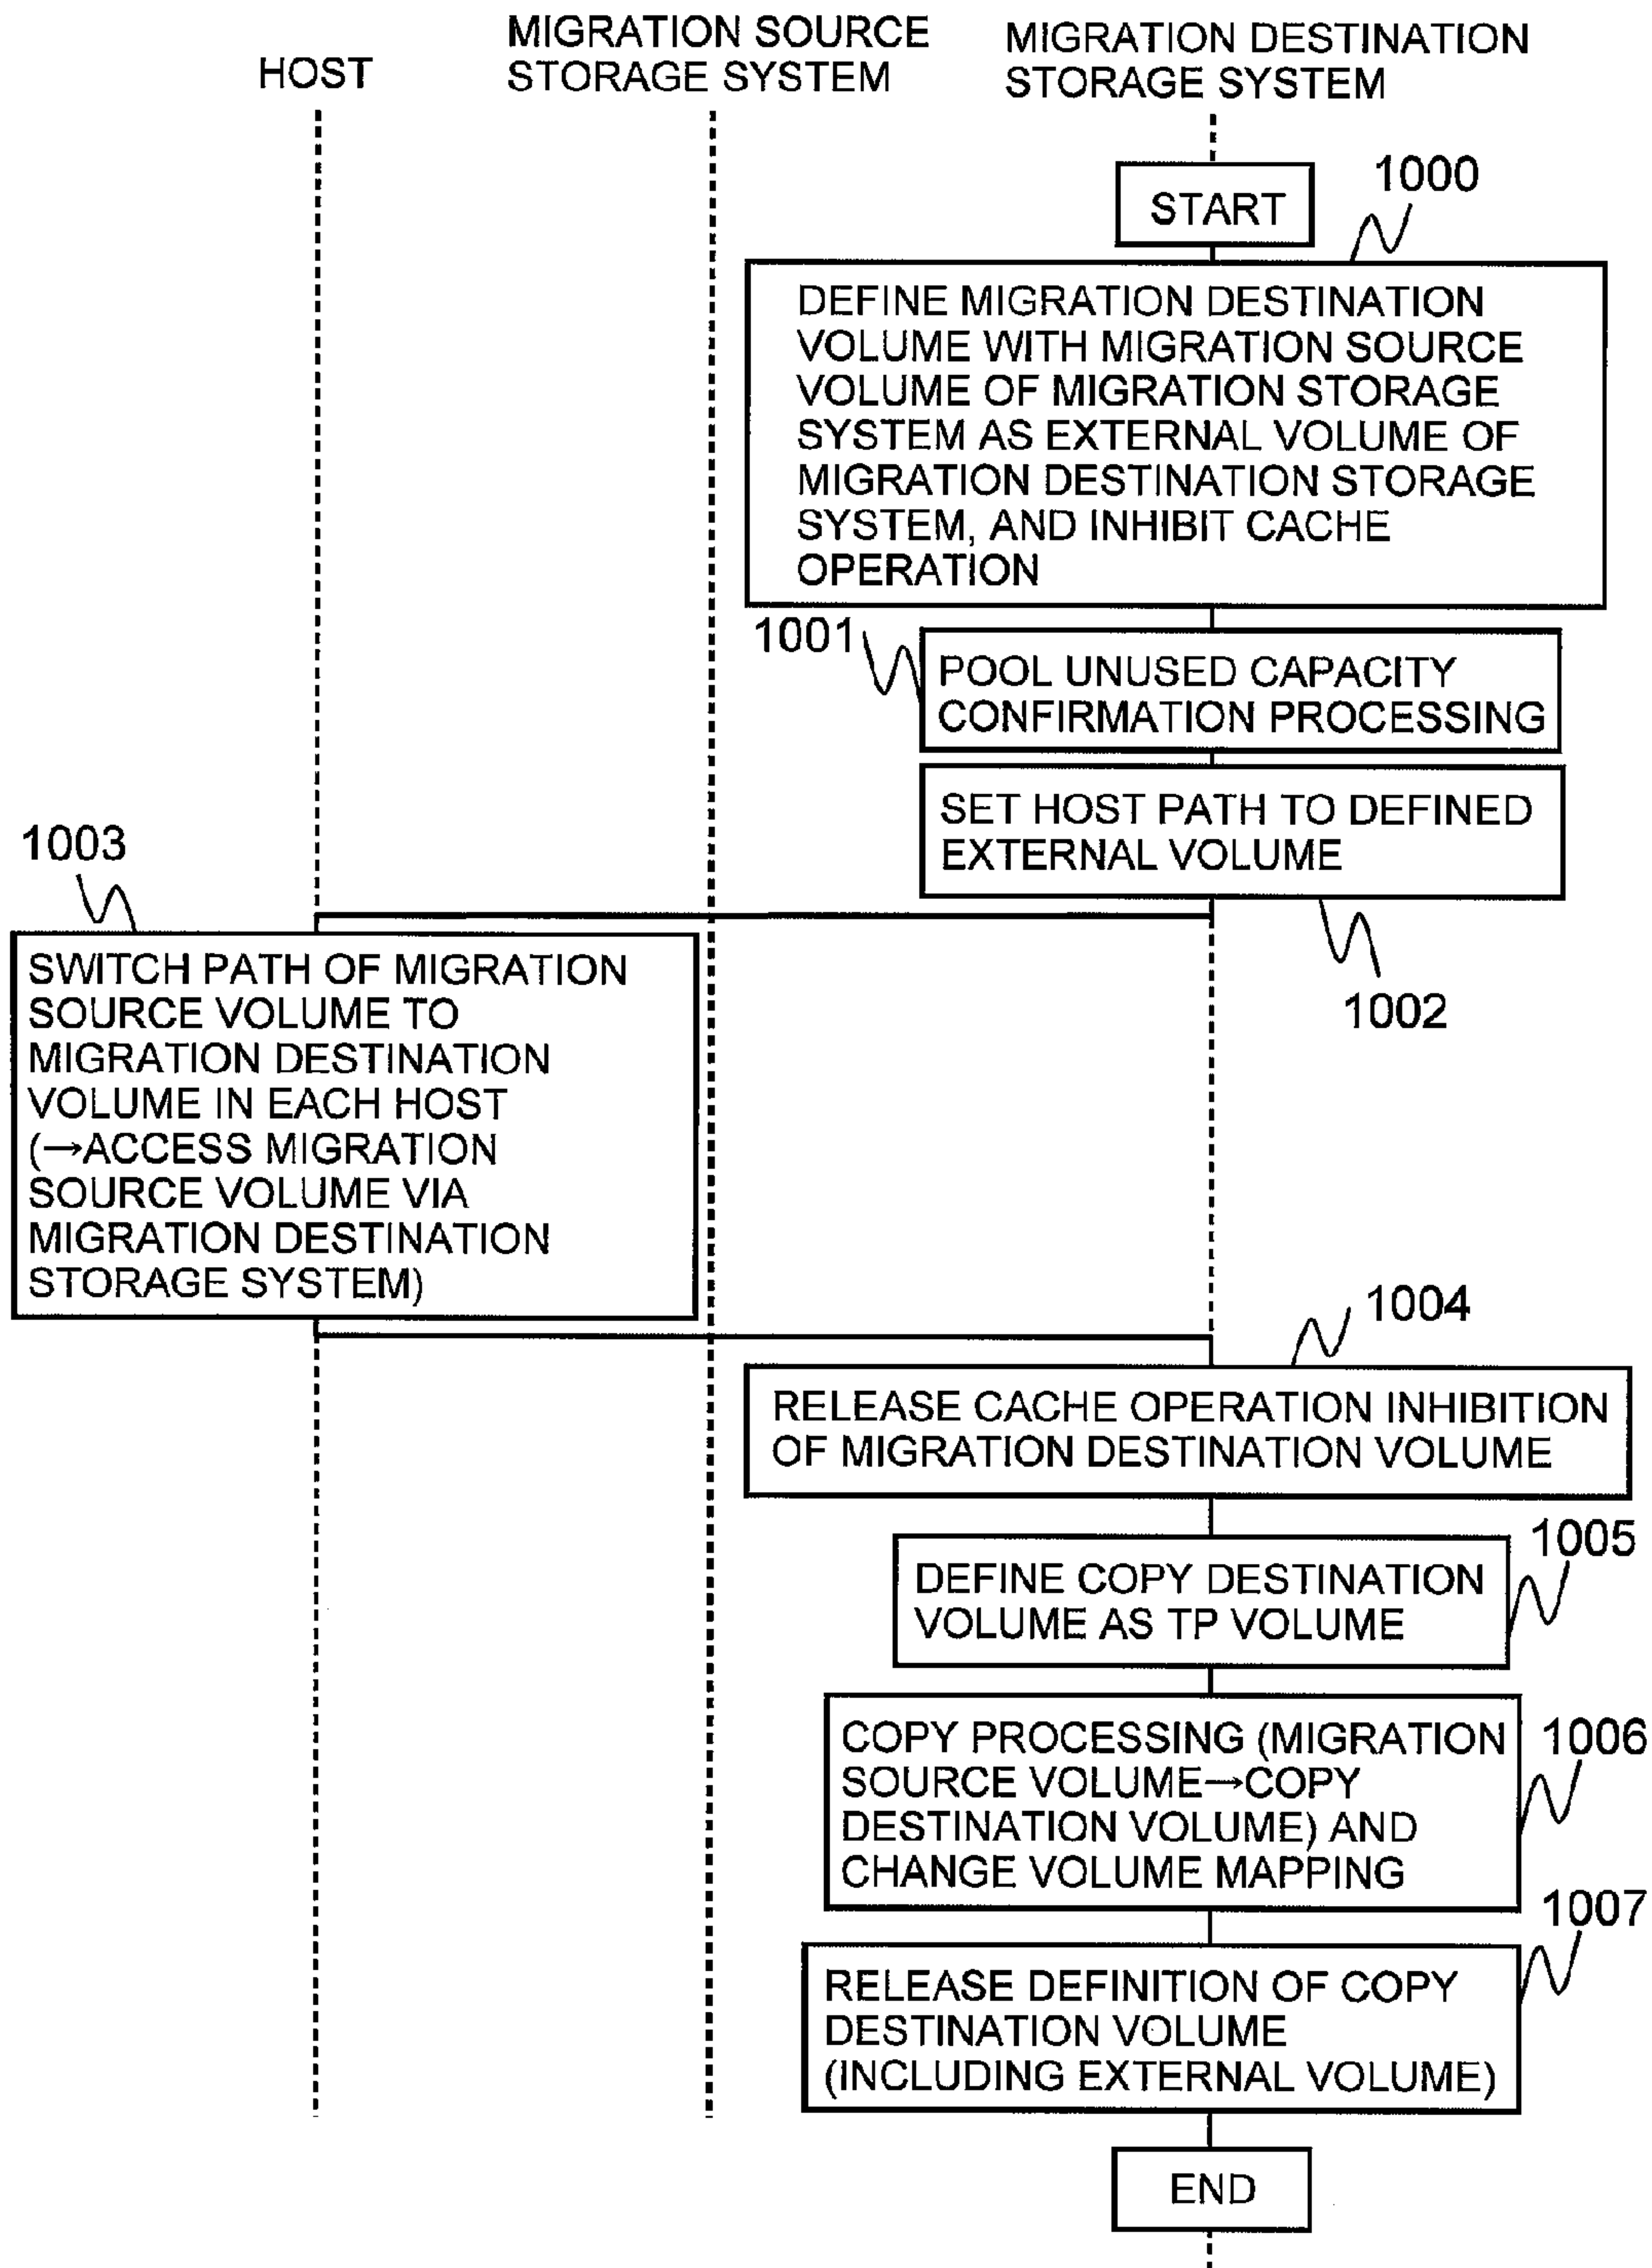 HOST
MIGRATION SOURCE
STORAGE SYSTEM
MIGRATION DESTINATION
STORAGE SYSTEM
START
1000
DEFINE MIGRATION DESTINATION
VOLUME WITH MIGRATION SOURCE
VOLUME OF MIGRATION STORAGE
SYSTEM AS EXTERNAL VOLUME OF
MIGRATION DESTINATION STORAGE
SYSTEM, AND INHIBIT CACHE
OPERATION
1001
POOL UNUSED CAPACITY
CONFIRMATION PROCESSING
SET HOST PATH TO DEFINED
EXTERNAL VOLUME
1002
1003
SWITCH PATH OF MIGRATION
SOURCE VOLUME TO
MIGRATION DESTINATION
VOLUME IN EACH HOST
(→ACCESS MIGRATION
SOURCE VOLUME VIA
MIGRATION DESTINATION
STORAGE SYSTEM)
1004
RELEASE CACHE OPERATION INHIBITION
OF MIGRATION DESTINATION VOLUME
1005
DEFINE COPY DESTINATION
VOLUME AS TP VOLUME
COPY PROCESSING (MIGRATION
SOURCE VOLUME→COPY
DESTINATION VOLUME) AND
CHANGE VOLUME MAPPING
1006
1007
RELEASE DEFINITION OF COPY
DESTINATION VOLUME
(INCLUDING EXTERNAL VOLUME)
END